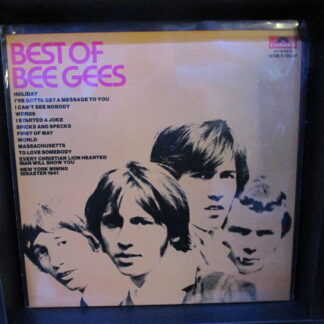 BEST OF
BEE GEES
HOLIDAY
I'VE GOTTA GET A MESSAGE TO YOU
I CAN'T SEE NOBODY
WORDS
I STARTED A JOKE
SPICKS AND SPECKS
FIRST OF MAY
WORLD
MASSACHUSETTS
TO LOVE SOMEBODY
EVERY CHRISTIAN LION HEARTED
MAN WILL SHOW YOU
NEW YORK MINING
DISASTER 1941